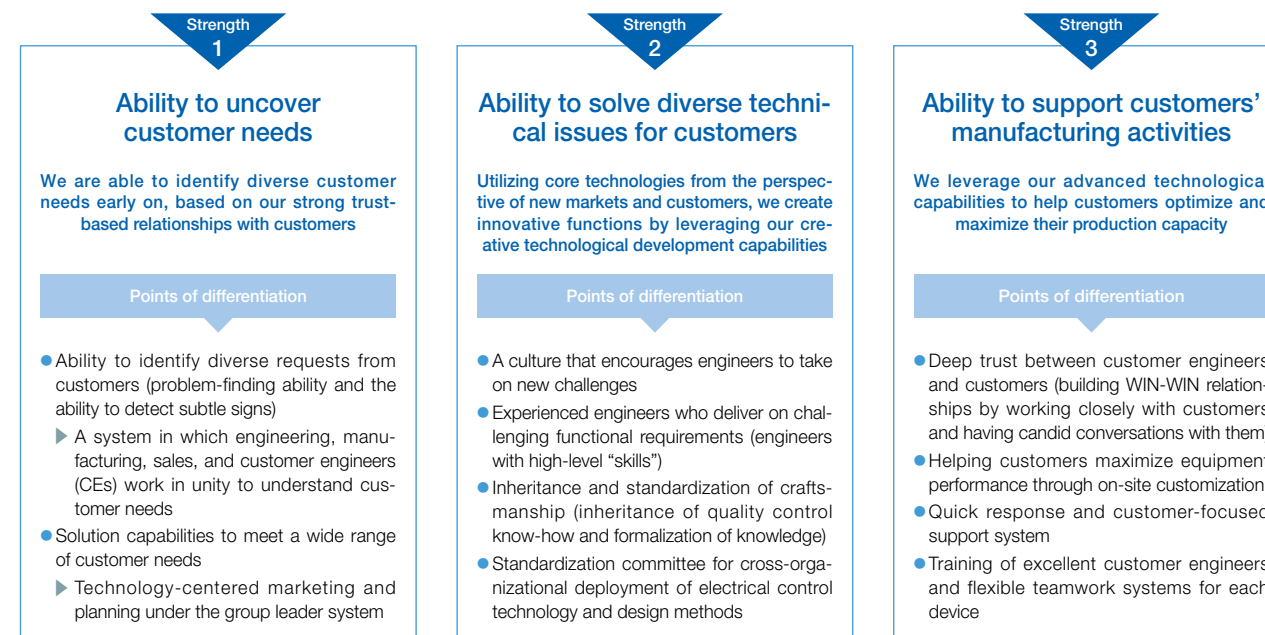 Strength
1
Ability to uncover
customer needs
We are able to identify diverse customer
needs early on, based on our strong trust-
based relationships with customers
Points of differentiation
●Ability to identify diverse requests from
customers (problem-finding ability and the
ability to detect subtle signs)
▶ A system in which engineering, manu-
facturing, sales, and customer engineers
(CEs) work in unity to understand cus-
tomer needs
●Solution capabilities to meet a wide range
of customer needs
▶ Technology-centered marketing and
planning under the group leader system
Strength
2
Ability to solve diverse techni-
cal issues for customers
Utilizing core technologies from the perspec-
tive of new markets and customers, we create
innovative functions by leveraging our cre-
ative technological development capabilities
Points of differentiation
●A culture that encourages engineers to take
on new challenges
●Experienced engineers who deliver on chal-
lenging functional requirements (engineers
with high-level “skills”)
●Inheritance and standardization of crafts-
manship (inheritance of quality control
know-how and formalization of knowledge)
●Standardization committee for cross-orga-
nizational deployment of electrical control
technology and design methods
Strength
3
Ability to support customers’
manufacturing activities
We leverage our advanced technological
capabilities to help customers optimize and
maximize their production capacity
Points of differentiation
●Deep trust between customer engineers
and customers (building WIN-WIN relation-
ships by working closely with customers
and having candid conversations with them)
●Helping customers maximize equipment
performance through on-site customization
●Quick response and customer-focused
support system
●Training of excellent customer engineers
and flexible teamwork systems for each
device